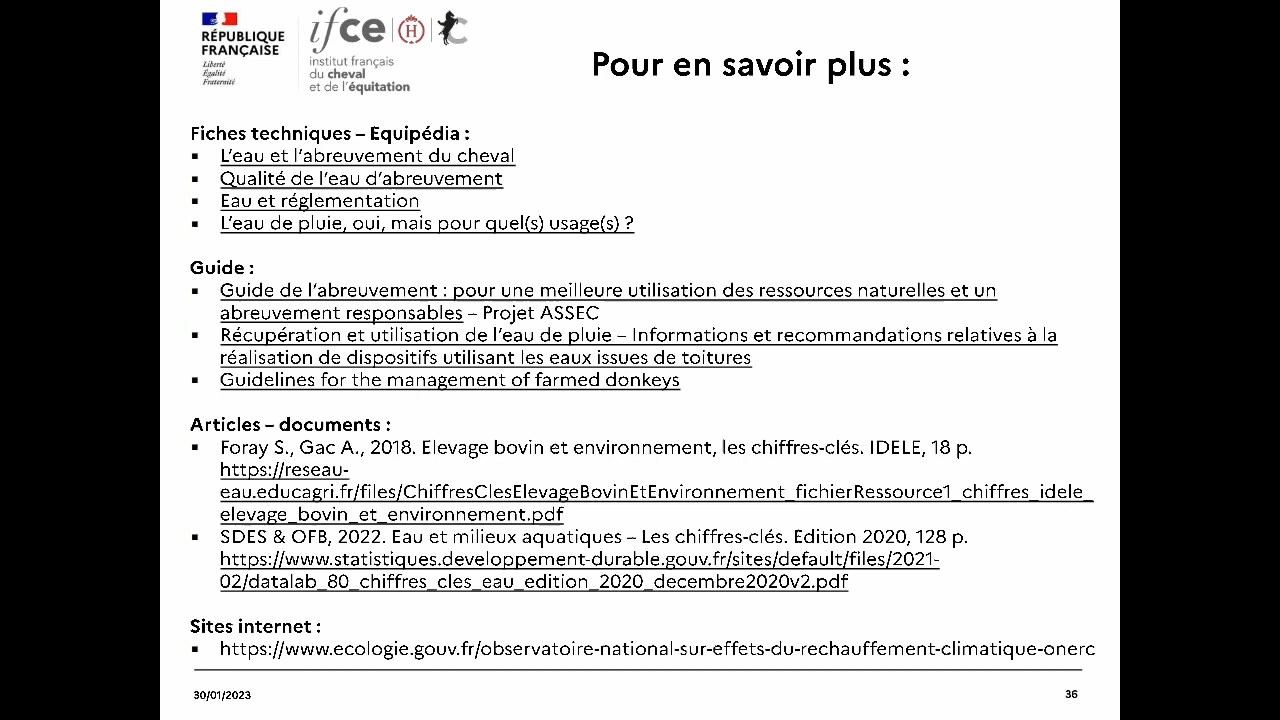 RÉPUBLIQUE
FRANÇAISE
Liberté
Égalité
Fraternité
ifce
H
institut français
du cheval
et de l'équitation
Pour en savoir plus :
Fiches techniques – Equipédia :
▪ L'eau et l'abreuvement du cheval
▪ Qualité de l'eau d'abreuvement
▪ Eau et réglementation
▪ L'eau de pluie, oui, mais pour quel(s) usage(s) ?
Guide :
▪ Guide de l'abreuvement : pour une meilleure utilisation des ressources naturelles et un
abreuvement responsables – Projet ASSEC
▪ Récupération et utilisation de l'eau de pluie – Informations et recommandations relatives à la
réalisation de dispositifs utilisant les eaux issues de toitures
▪ Guidelines for the management of farmed donkeys
Articles – documents :
▪ Foray S., Gac A., 2018. Elevage bovin et environnement, les chiffres-clés. IDELE, 18 p.
https://reseau-
eau.educagri.fr/files/ChiffresClesElevageBovinEtEnvironnement_fichierRessource1_chiffres_idele_
elevage_bovin_et_environnement.pdf
▪ SDES & OFB, 2022. Eau et milieux aquatiques – Les chiffres-clés. Edition 2020, 128 p.
https://www.statistiques.developpement-durable.gouv.fr/sites/default/files/2021-
02/datalab_80_chiffres_cles_eau_edition_2020_decembre2020v2.pdf
Sites internet :
▪ https://www.ecologie.gouv.fr/observatoire-national-sur-effets-du-rechauffement-climatique-onerc
30/01/2023
36